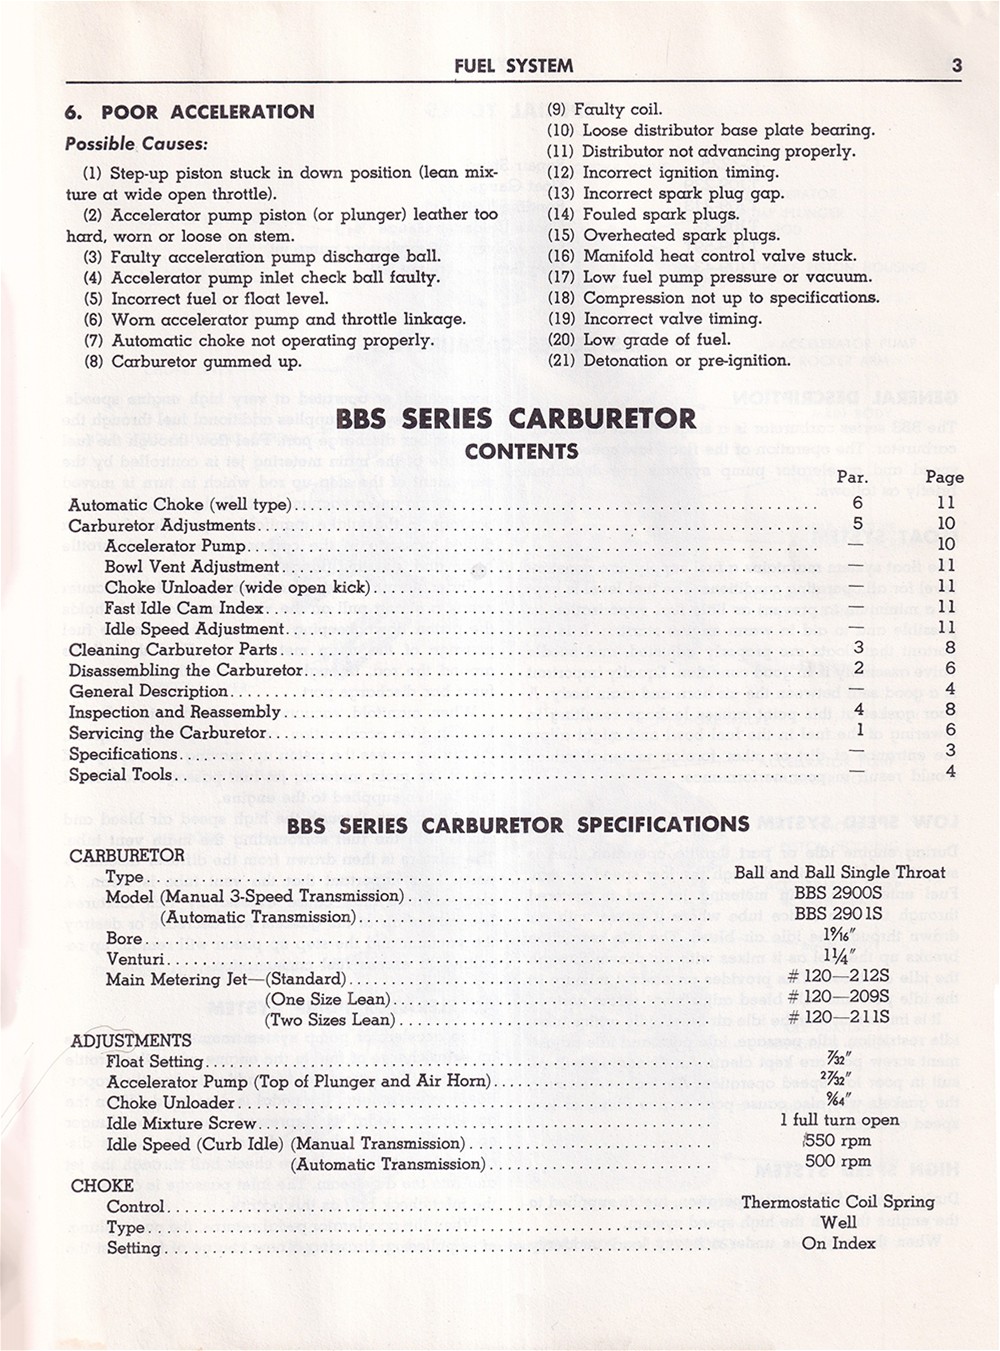 FUEL SYSTEM 3
6. POOR ACCELERATION
Possible Causes:
(1) Step-up piston stuck in down position (lean mix-
ture at wide open throttle).
(2) Accelerator pump piston (or plunger) leather too
hard, worn or loose on stem.
(3) Faulty acceleration pump discharge ball.
(4) Accelerator pump inlet check ball faulty.
(5) Incorrect fuel or float level.
(6) Worn accelerator pump and throttle linkage.
(7) Automatic choke not operating properly.
(8) Carburetor gummed up.
(9) Faulty coil.
(10) Loose distributor base plate bearing.
(11) Distributor not advancing properly.
(12) Incorrect ignition timing.
(13) Incorrect spark plug gap.
(14) Fouled spark plugs.
(15) Overheated spark plugs.
(16) Manifold heat control valve stuck.
(17) Low fuel pump pressure or vacuum.
(18) Compression not up to specifications.
(19) Incorrect valve timing.
(20) Low grade of fuel.
(21) Detonation or pre-ignition.
BBS SERIES CARBURETOR
CONTENTS
Par. Page
Automatic Choke (well type) 6 11
Carburetor Adjustments 5 10
Accelerator Pump — 10
Bowl Vent Adjustment — 11
Choke Unloader (wide open kick) — 11
Fast Idle Cam Index — 11
Idle Speed Adjustment — 11
Cleaning Carburetor Parts 3 8
Disassembling the Carburetor 2 6
General Description — 4
Inspection and Reassembly 4 8
Servicing the Carburetor 1 6
Specifications — 3
Special Tools — 4
BBS SERIES CARBURETOR SPECIFICATIONS
CARBURETOR
Type Ball and Ball Single Throat
Model (Manual 3-Speed Transmission) BBS 2900S
(Automatic Transmission) BBS 2901S
Bore 1 9/16"
Venturi 1 1/4"
Main Metering Jet—(Standard) #120—212S
(One Size Lean) #120—209S
(Two Sizes Lean) #120—211S
ADJUSTMENTS
Float Setting 7/32"
Accelerator Pump (Top of Plunger and Air Horn) 27/32"
Choke Unloader 9/64"
Idle Mixture Screw 1 full turn open
Idle Speed (Curb Idle) (Manual Transmission) 550 rpm
(Automatic Transmission) 500 rpm
CHOKE
Control Thermostatic Coil Spring
Type Well
Setting On Index